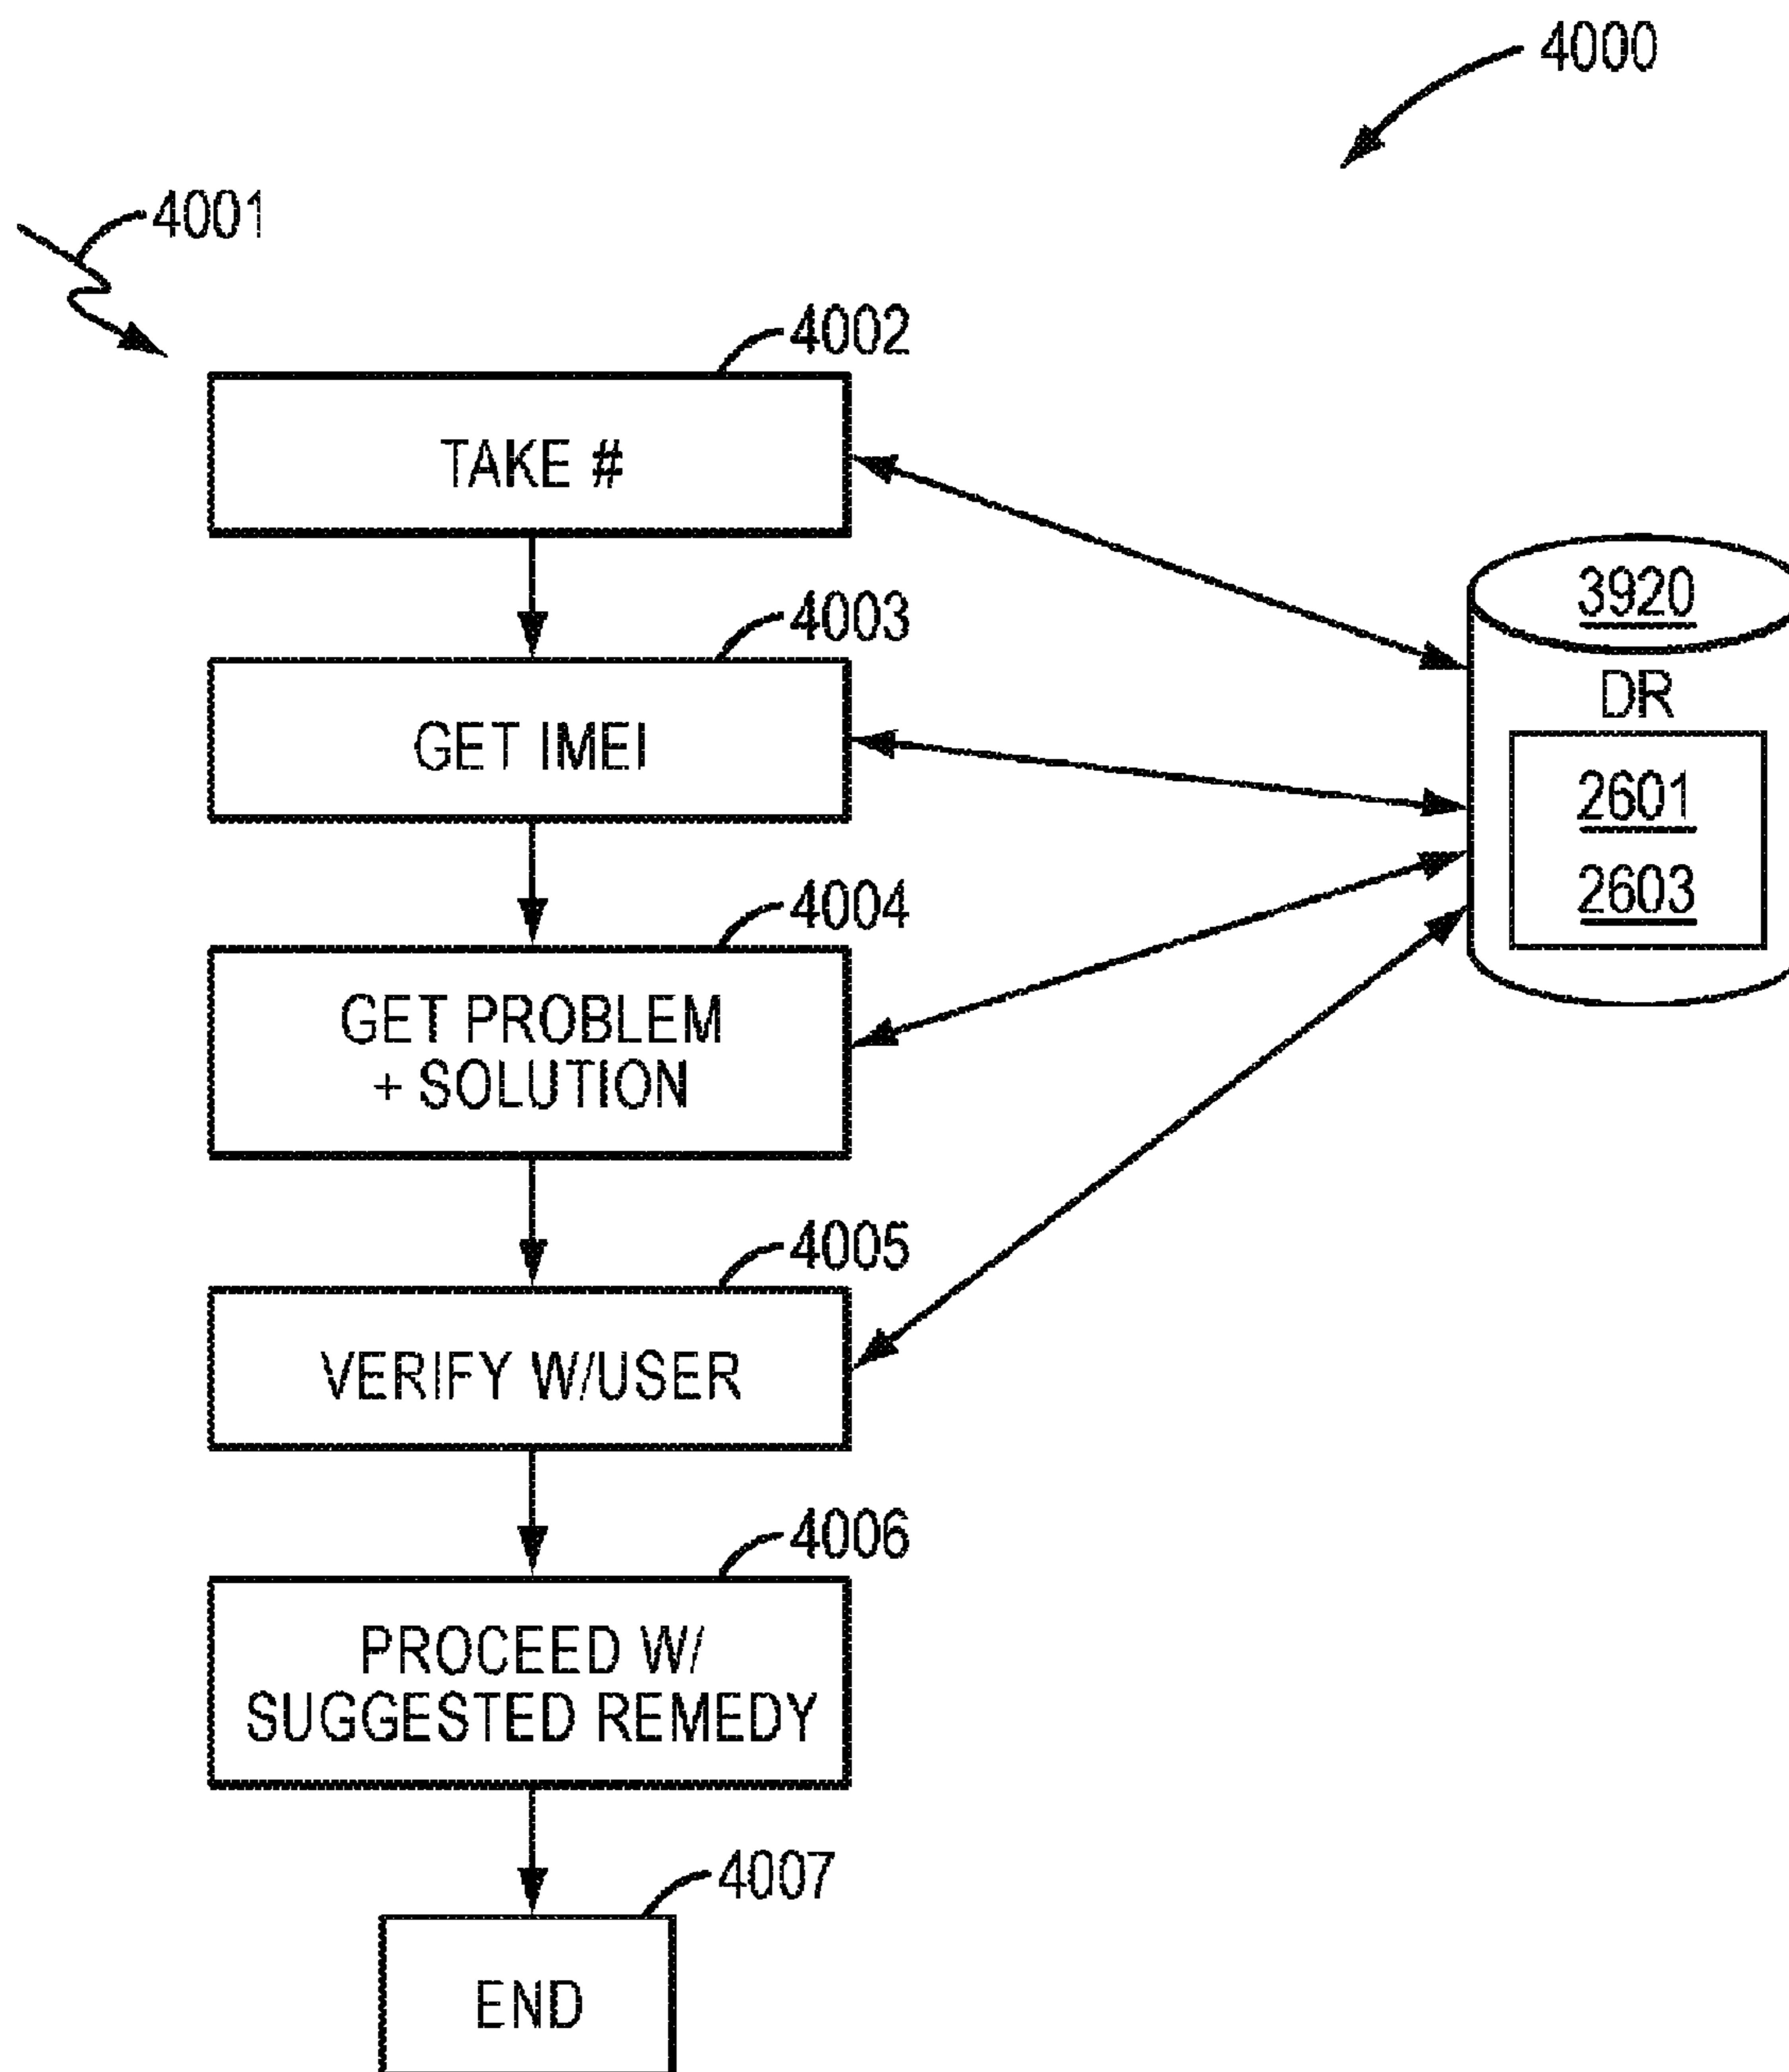 4000
4001
4002
TAKE #
4003
GET IMEI
4004
GET PROBLEM
+ SOLUTION
4005
VERIFY W/USER
4006
PROCEED W/
SUGGESTED REMEDY
4007
END
3920
DR
2601
2603